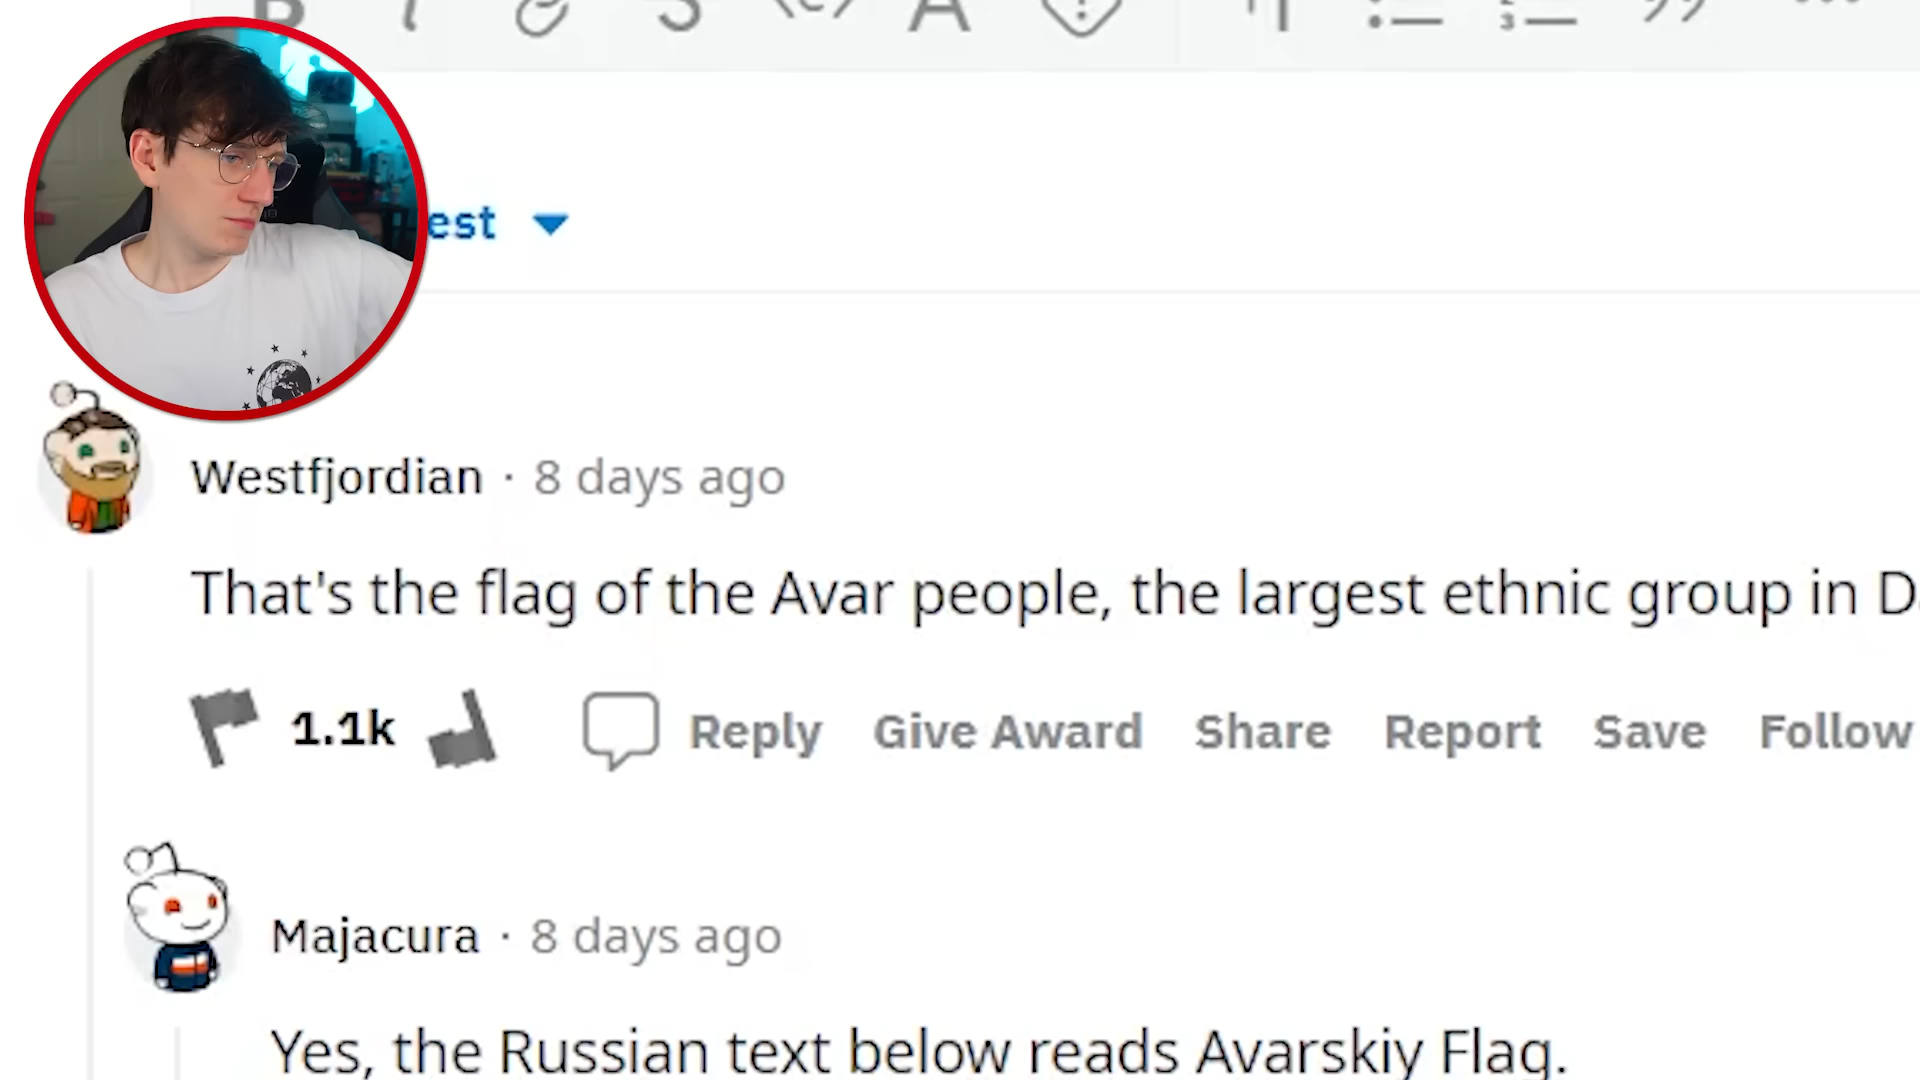 est
Westfjordian · 8 days ago
That's the flag of the Avar people, the largest ethnic group in D
1.1k Reply Give Award Share Report Save Follow
Majacura · 8 days ago
Yes, the Russian text below reads Avarskiy Flag.